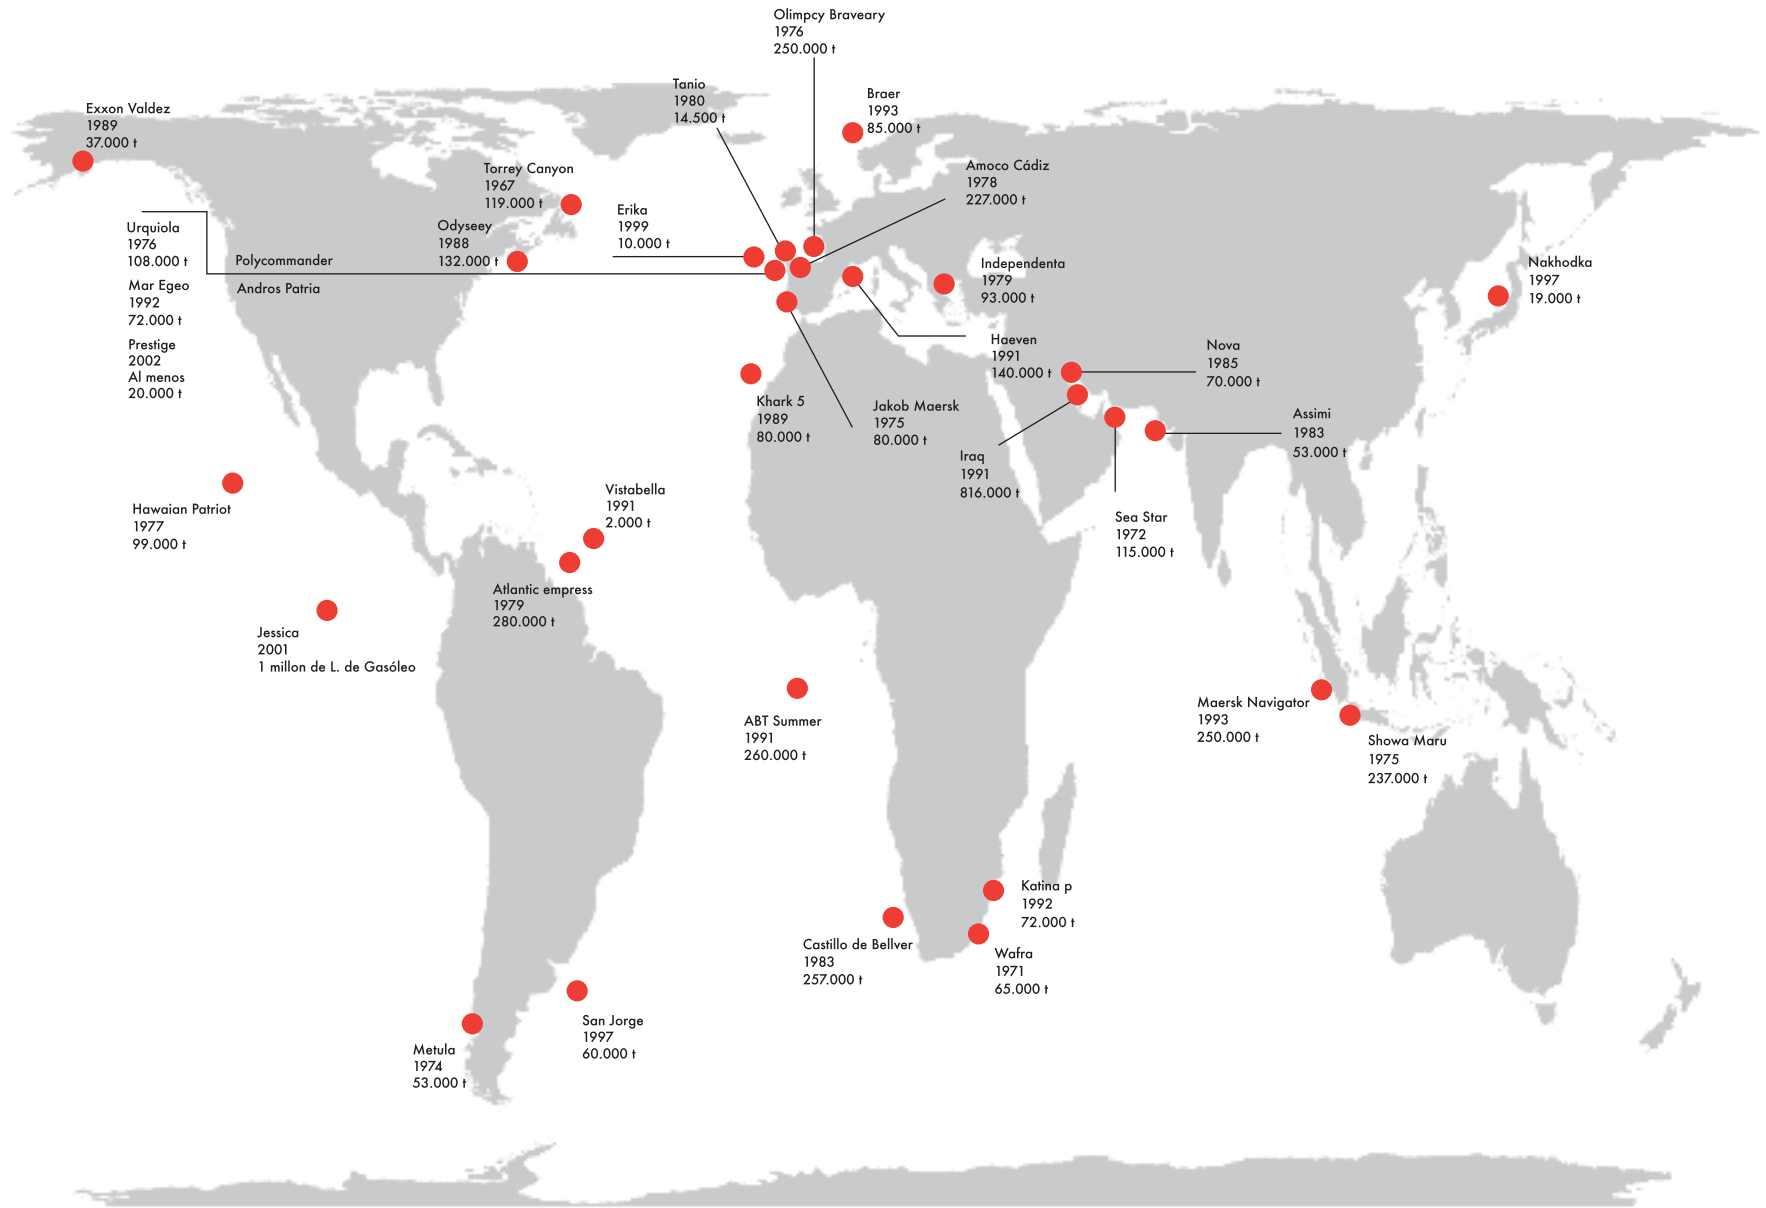 Olimpcy Braveary
1976
250.000 t
Tanio
1980
14.500 t
Braer
1993
85.000 t
Exxon Valdez
1989
37.000 t
Torrey Canyon
1967
119.000 t
Amoco Cádiz
1978
227.000 t
Erika
1999
10.000 t
Odyseey
1988
132.000 t
Urquiola
1976
108.000 t
Polycommander
Andros Patria
Mar Egeo
1992
72.000 t
Prestige
2002
Al menos
20.000 t
Independenta
1979
93.000 t
Nakhodka
1997
19.000 t
Haeven
1991
140.000 t
Nova
1985
70.000 t
Khark 5
1989
80.000 t
Jakob Maersk
1975
80.000 t
Assimi
1983
53.000 t
Iraq
1991
816.000 t
Sea Star
1972
115.000 t
Hawaian Patriot
1977
99.000 t
Vistabella
1991
2.000 t
Atlantic empress
1979
280.000 t
Jessica
2001
1 millon de L. de Gasóleo
ABT Summer
1991
260.000 t
Maersk Navigator
1993
250.000 t
Showa Maru
1975
237.000 t
Katina p
1992
72.000 t
Castillo de Bellver
1983
257.000 t
Wafra
1971
65.000 t
San Jorge
1997
60.000 t
Metula
1974
53.000 t